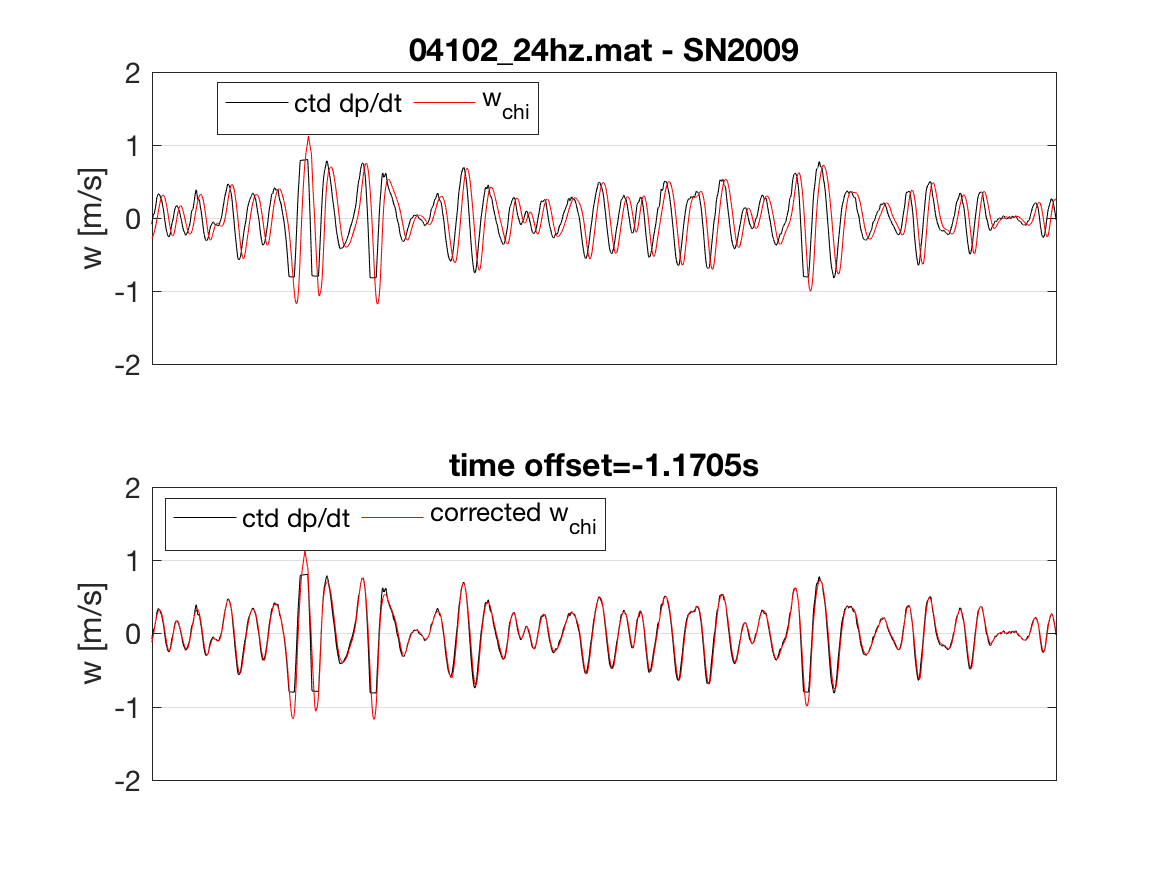 04102_24hz.mat - SN2009
ctd dp/dt w_chi
w [m/s]
2
1
0
-1
-2
time offset=-1.1705s
ctd dp/dt corrected w_chi
w [m/s]
2
1
0
-1
-2